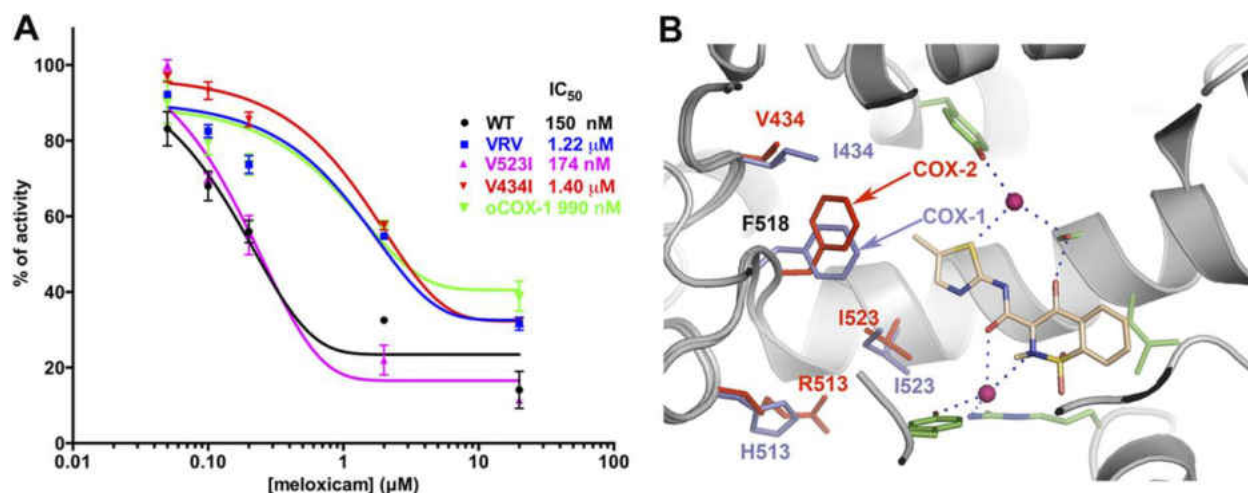 A
% of activity
100
80
60
40
20
0
0.01
0.10
1
10
100
[meloxicam] (µM)
IC50
WT 150 nM
VRV 1.22 µM
V523I 174 nM
V434I 1.40 µM
oCOX-1 990 nM
B
V434
I434
COX-2
F518
COX-1
I523
I523
R513
H513